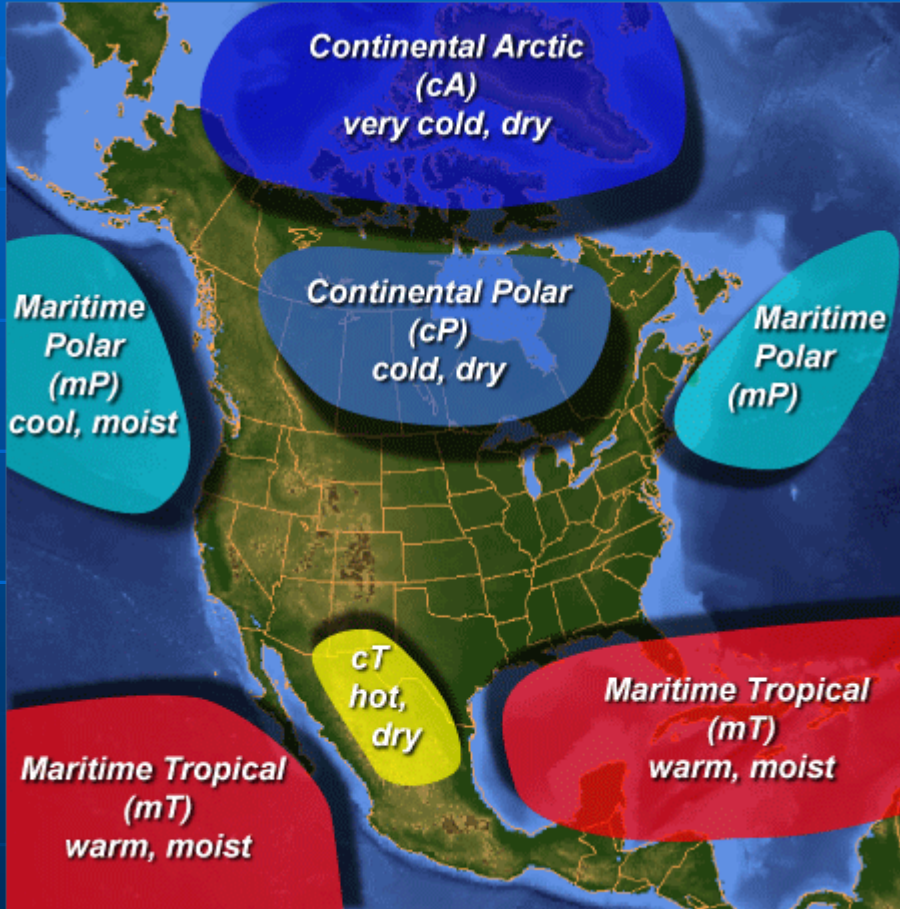 Continental Arctic
(cA)
very cold, dry
Continental Polar
(cP)
cold, dry
Maritime
Polar
(mP)
cool, moist
Maritime
Polar
(mP)
cT
hot,
dry
Maritime Tropical
(mT)
warm, moist
Maritime Tropical
(mT)
warm, moist